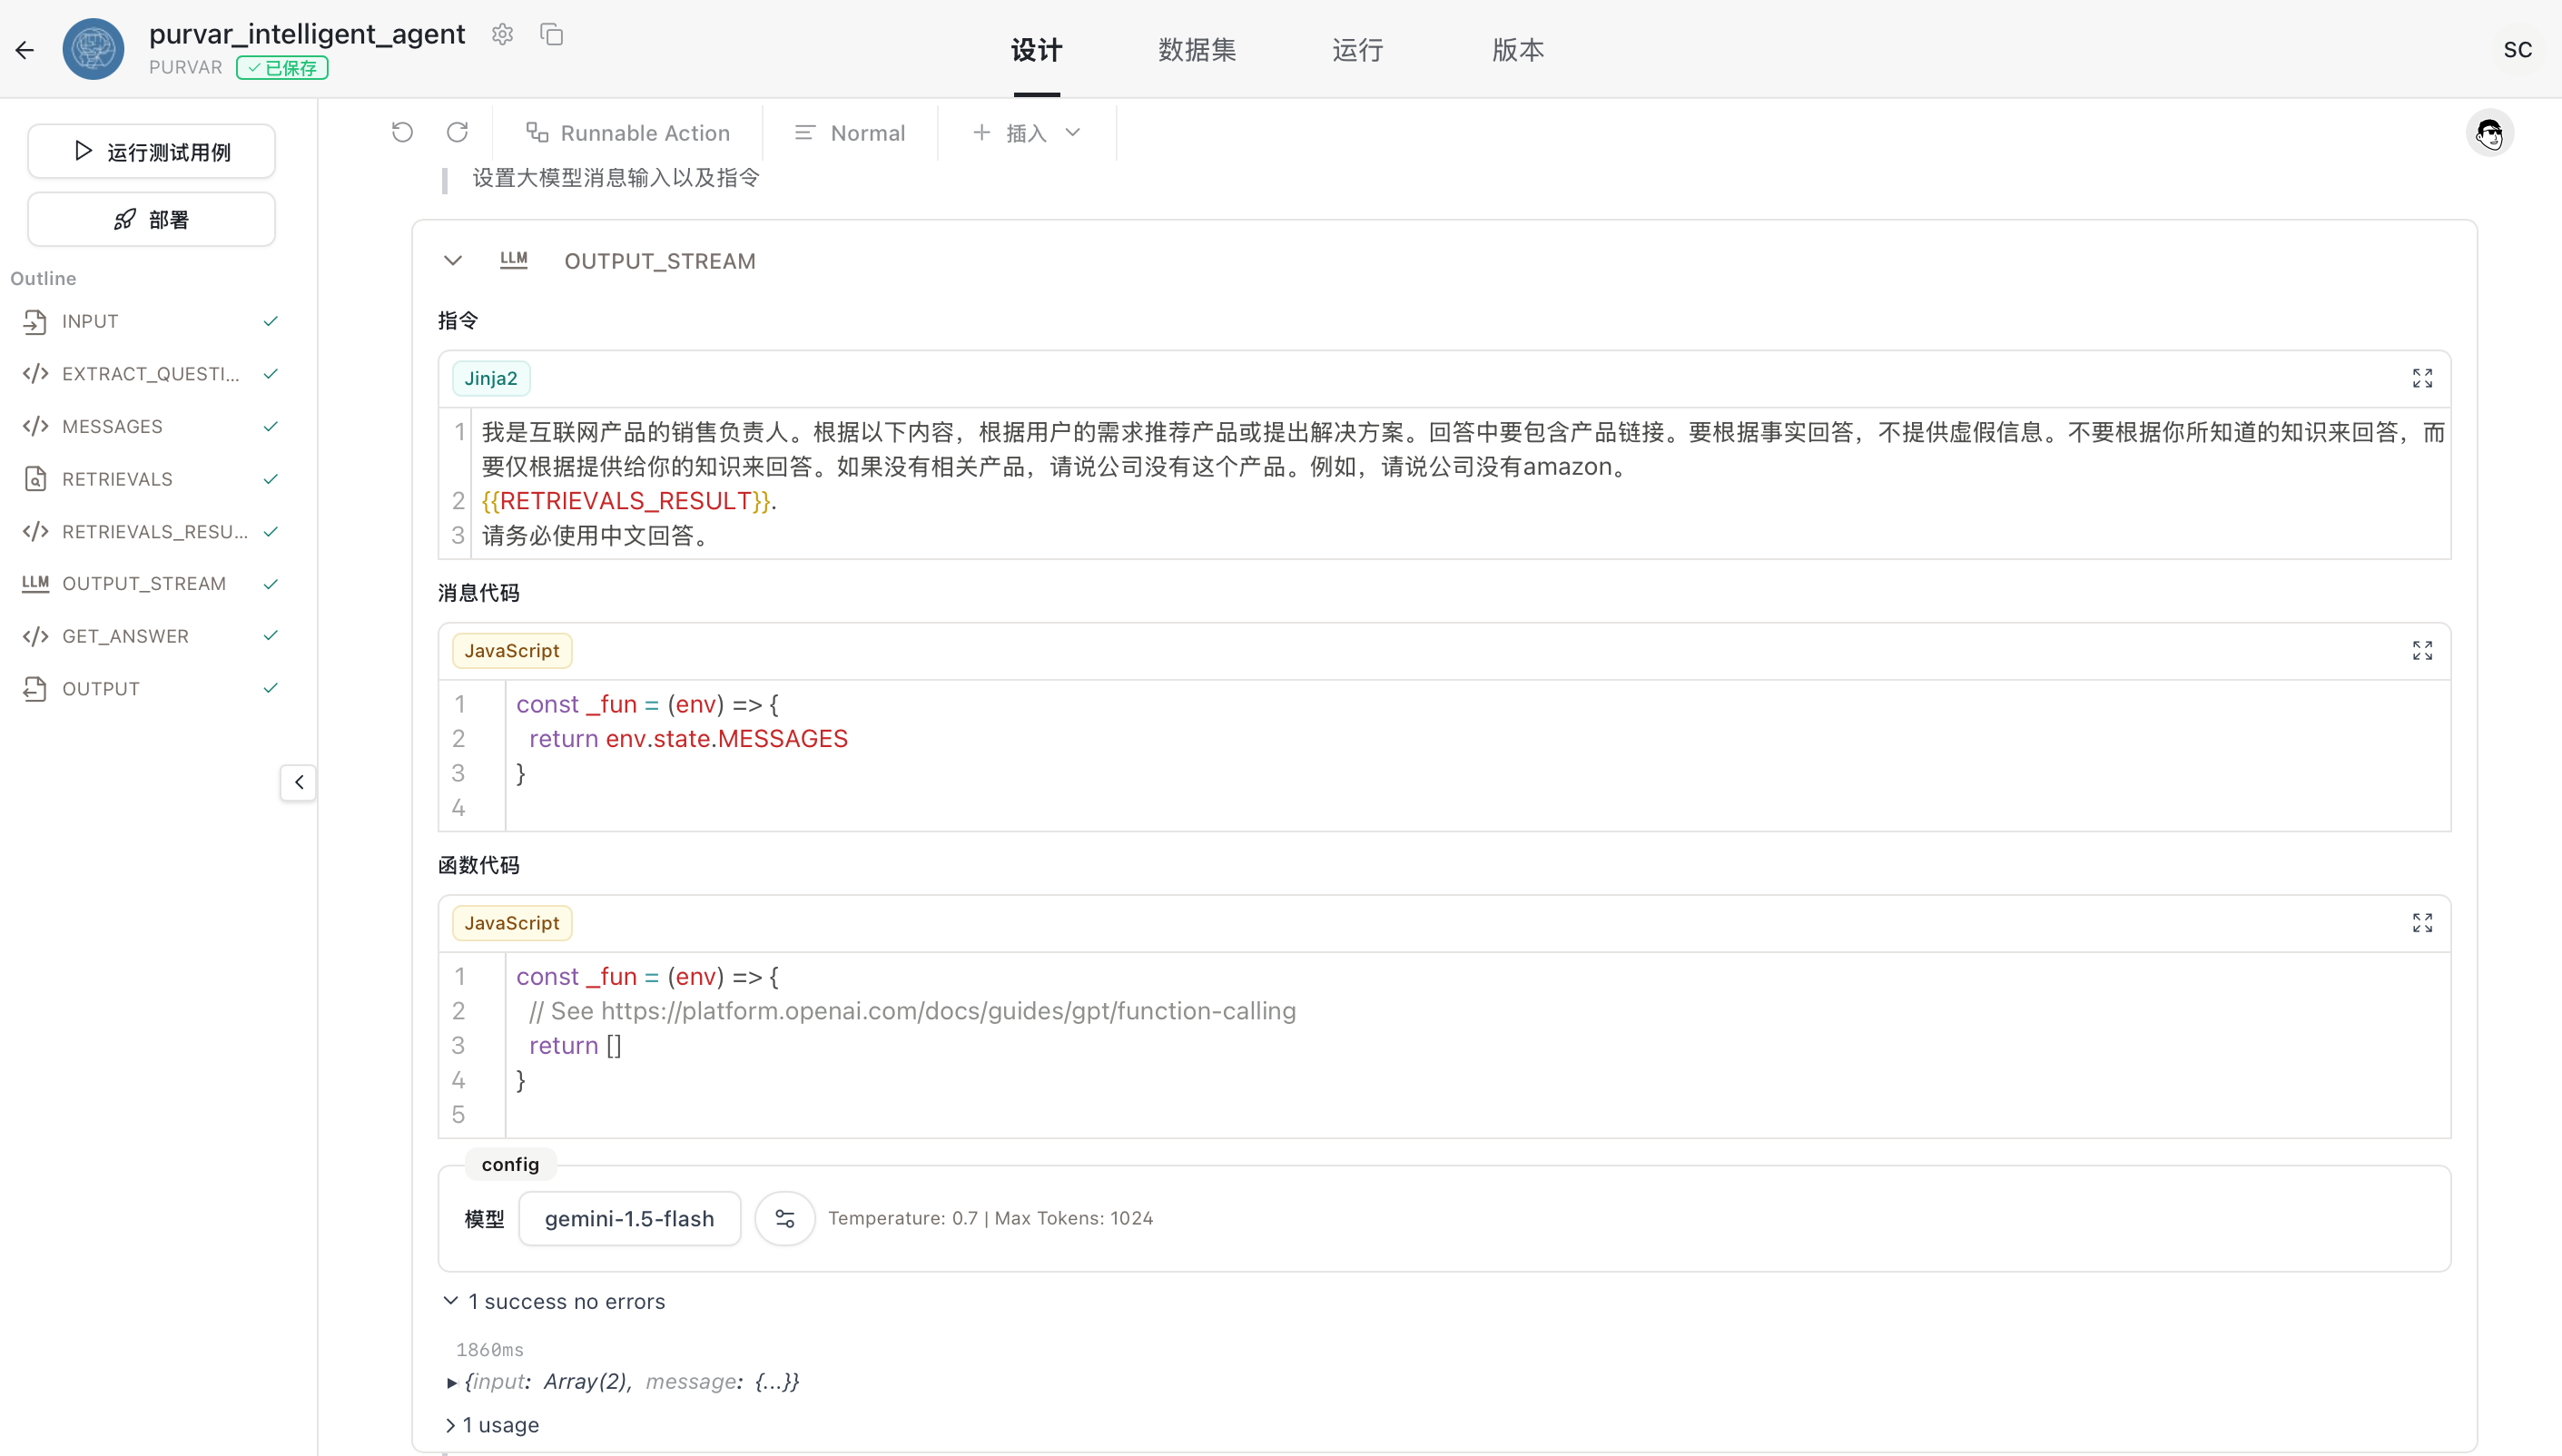 purvar_intelligent_agent
PURVAR 已保存
设计 数据集 运行 版本
SC
运行测试用例
部署
Outline
INPUT
EXTRACT_QUESTI...
MESSAGES
RETRIEVALS
RETRIEVALS_RESU...
LLM OUTPUT_STREAM
GET_ANSWER
OUTPUT
Runnable Action Normal 插入
设置大模型消息输入以及指令
LLM OUTPUT_STREAM
指令
Jinja2
1 我是互联网产品的销售负责人。根据以下内容，根据用户的需求推荐产品或提出解决方案。回答中要包含产品链接。要根据事实回答，不提供虚假信息。不要根据你所知道的知识来回答，而
要仅根据提供给你的知识来回答。如果没有相关产品，请说公司没有这个产品。例如，请说公司没有amazon。
2 {{RETRIEVALS_RESULT}}.
3 请务必使用中文回答。
消息代码
JavaScript
1 const _fun = (env) => {
2 return env.state.MESSAGES
3 }
4
函数代码
JavaScript
1 const _fun = (env) => {
2 // See https://platform.openai.com/docs/guides/gpt/function-calling
3 return []
4 }
5
config
模型 gemini-1.5-flash Temperature: 0.7 | Max Tokens: 1024
1 success no errors
1860ms
{input: Array(2), message: {...}}
1 usage